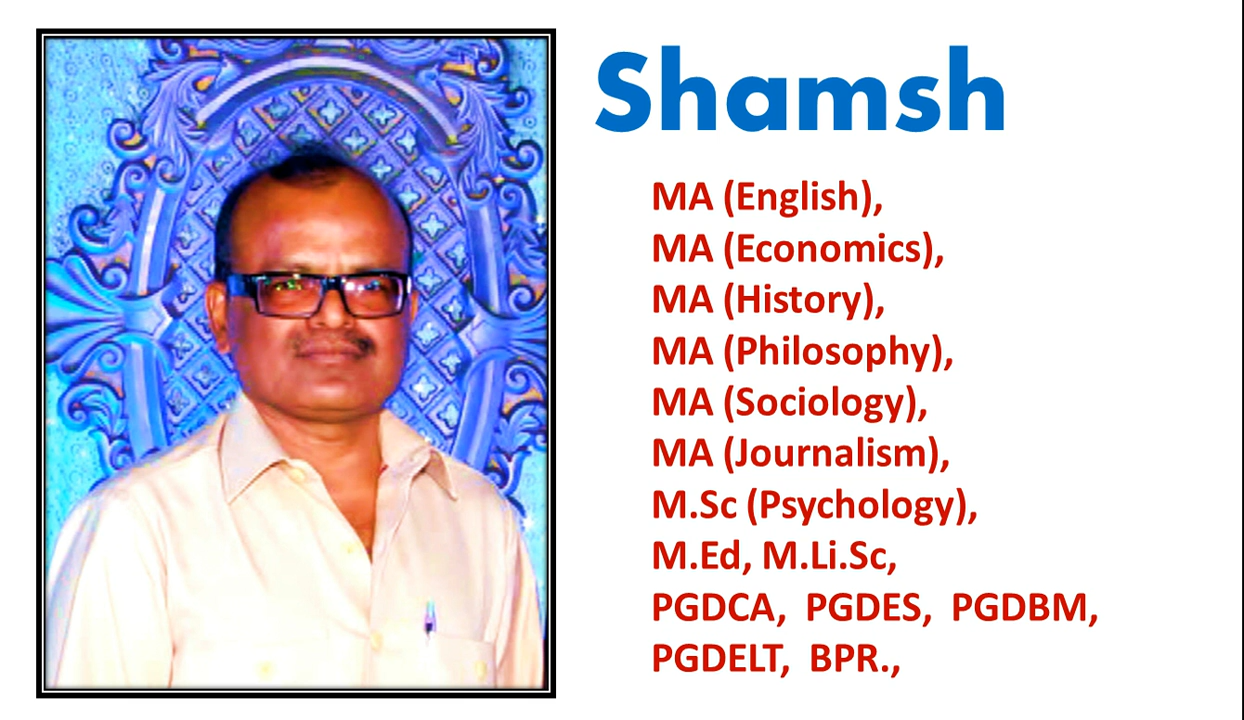 Shamsh
MA (English),
MA (Economics),
MA (History),
MA (Philosophy),
MA (Sociology),
MA (Journalism),
M.Sc (Psychology),
M.Ed, M.Li.Sc,
PGDCA,  PGDES,  PGDBM,
PGDELT,  BPR.,